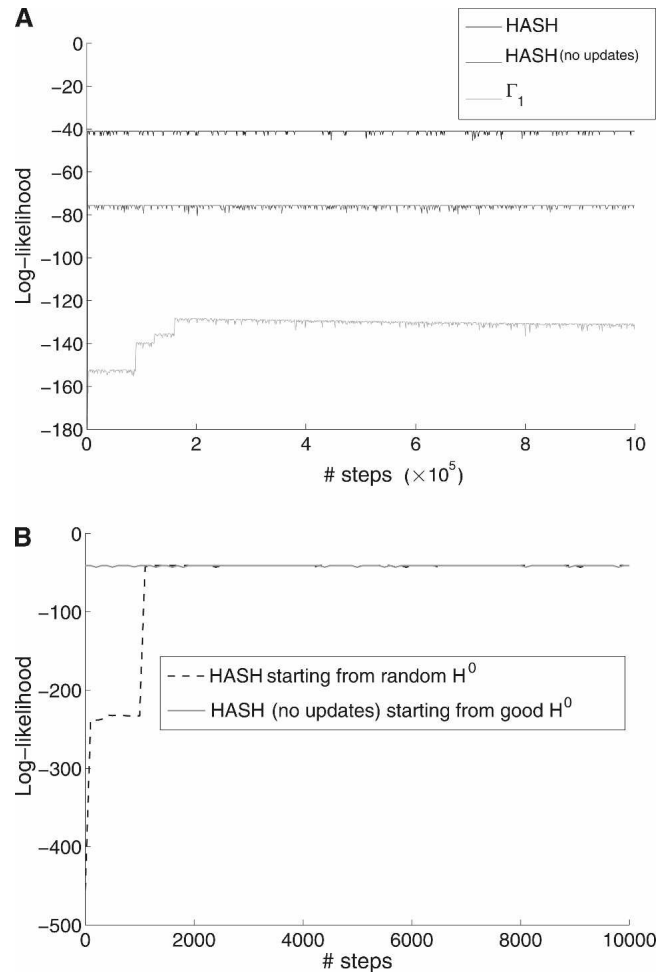 A
HASH
HASH (no updates)
Γ1
0
−20
−40
−60
−80
−100
−120
−140
−160
−180
Log−likelihood
0 2 4 6 8 10
# steps (×10^5)
B
0
−100
−200
−300
−400
−500
Log−likelihood
HASH starting from random H^0
HASH (no updates) starting from good H^0
0 2000 4000 6000 8000 10000
# steps